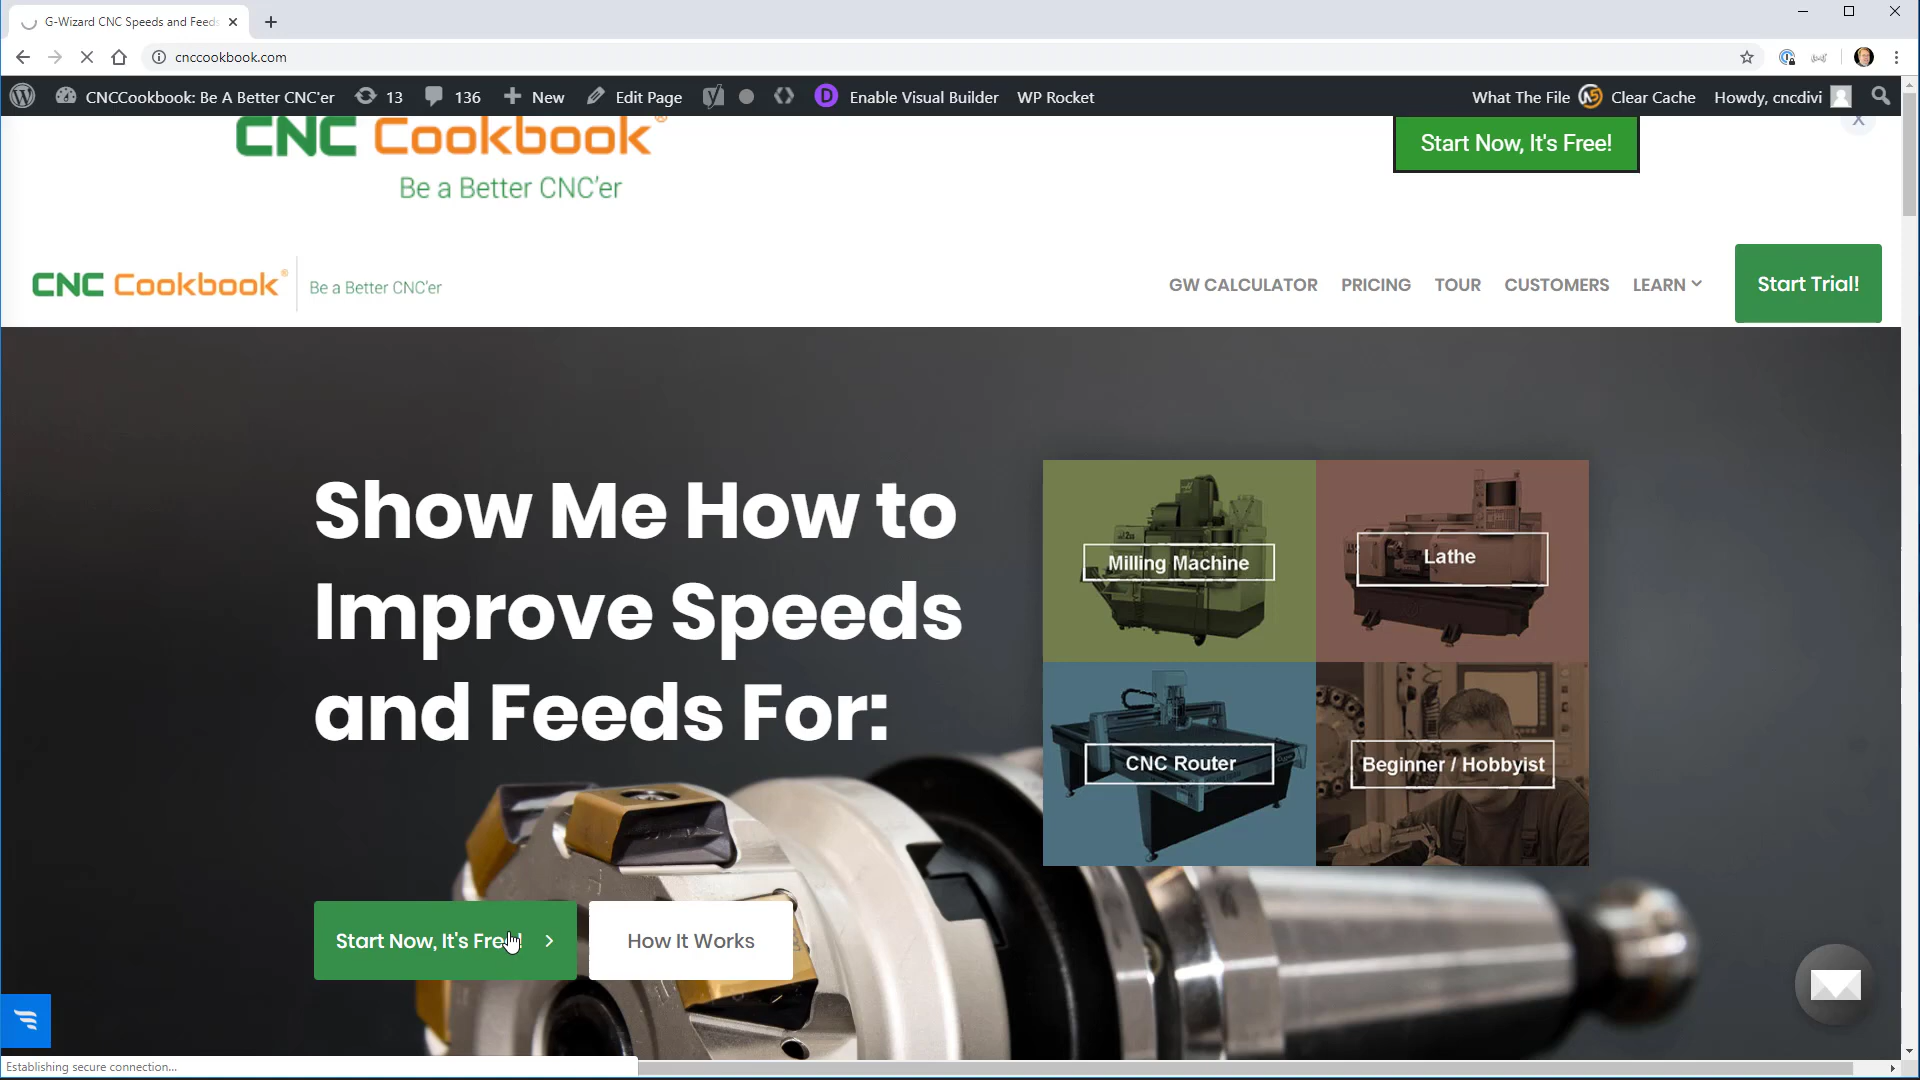 G-Wizard CNC Speeds and Feeds
cnccookbook.com
CNCCookbook: Be A Better CNC'er 13 136 New Edit Page Enable Visual Builder WP Rocket What The File Clear Cache Howdy, cncdivi
CNC Cookbook®
Be a Better CNC'er
Start Now, It's Free!
X
CNC Cookbook® Be a Better CNC'er
GW CALCULATOR PRICING TOUR CUSTOMERS LEARN Start Trial!
Show Me How to
Improve Speeds
and Feeds For:
Milling Machine
Lathe
CNC Router
Beginner / Hobbyist
Start Now, It's Free!
How It Works
Establishing secure connection...